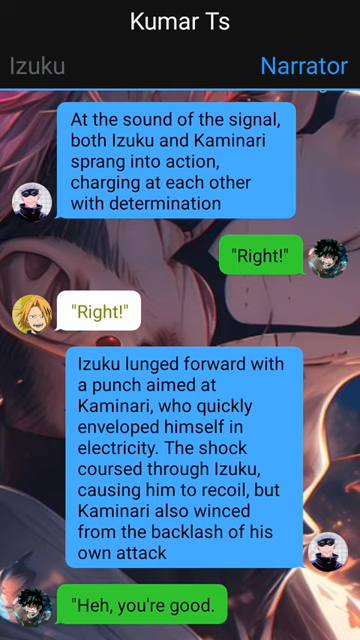 Kumar Ts
Izuku
Narrator
At the sound of the signal,
both Izuku and Kaminari
sprang into action,
charging at each other
with determination
"Right!"
"Right!"
Izuku lunged forward with
a punch aimed at
Kaminari, who quickly
enveloped himself in
electricity. The shock
coursed through Izuku,
causing him to recoil, but
Kaminari also winced
from the backlash of his
own attack
"Heh, you're good.